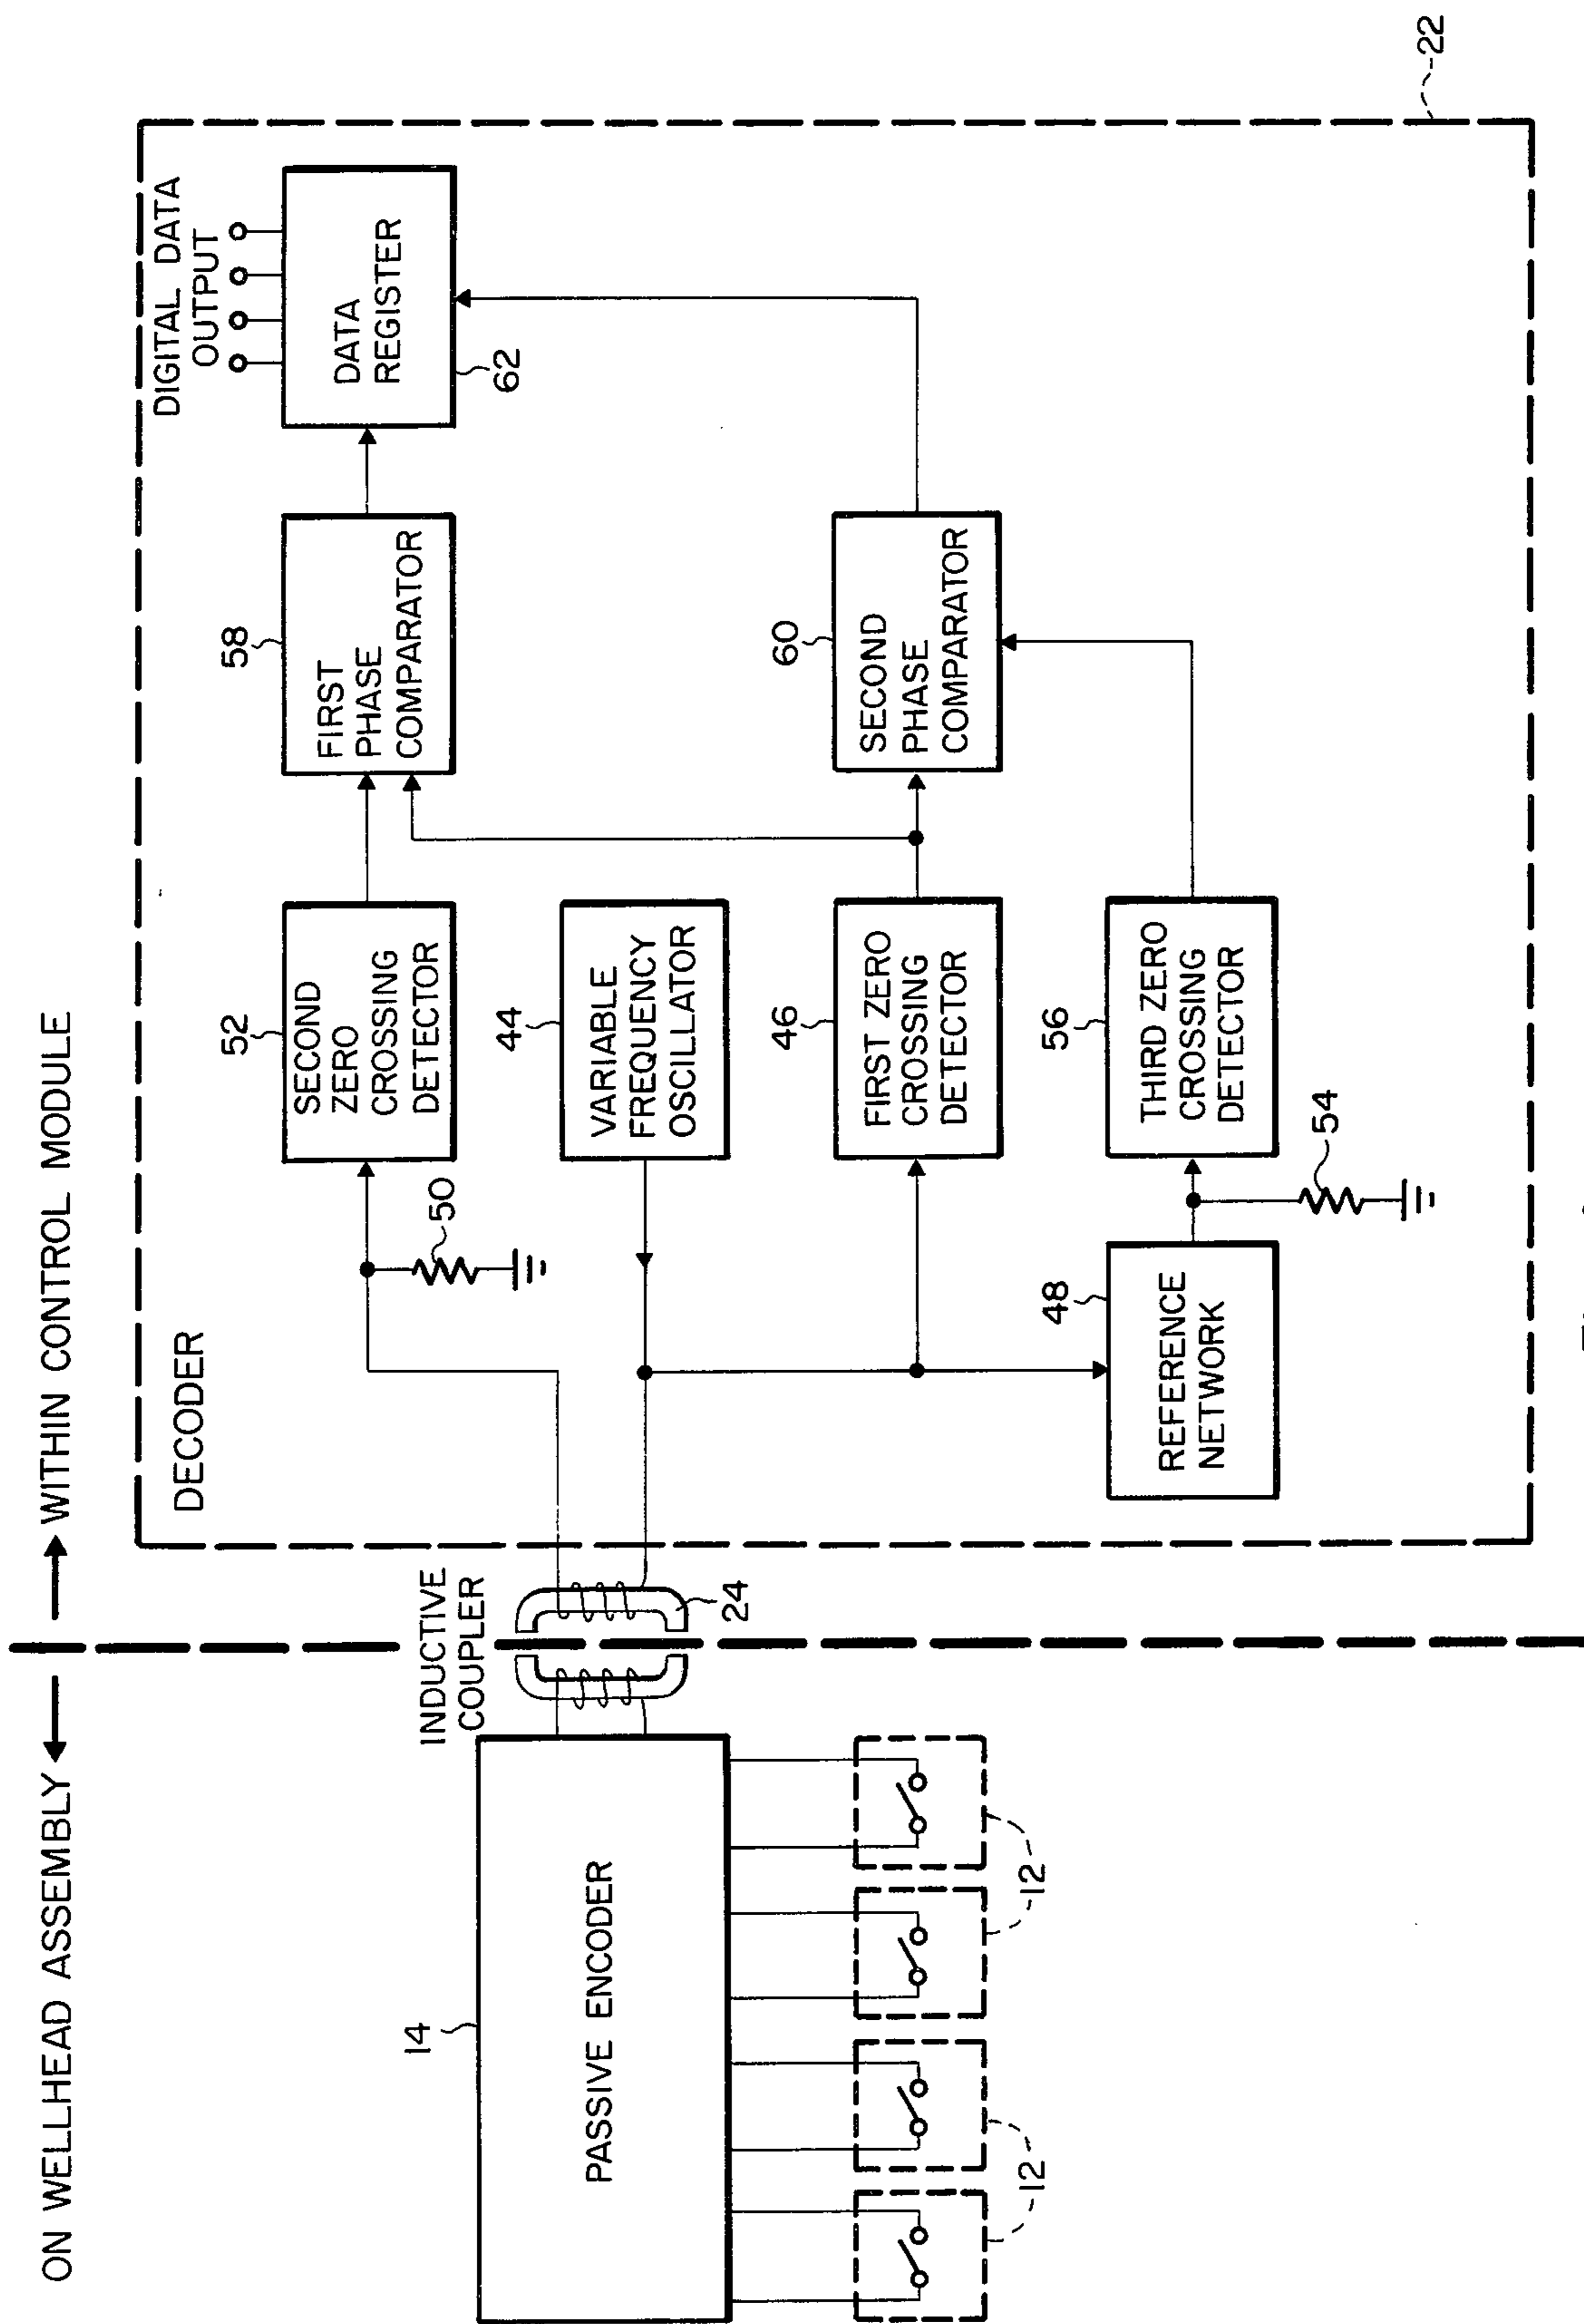 ON WELLHEAD ASSEMBLY
WITHIN CONTROL MODULE
INDUCTIVE
COUPLER
24
14
PASSIVE ENCODER
12
12
DECODER
22
50
52
SECOND
ZERO
CROSSING
DETECTOR
58
FIRST
PHASE
COMPARATOR
DIGITAL DATA
OUTPUT
DATA
REGISTER
62
44
VARIABLE
FREQUENCY
OSCILLATOR
46
FIRST ZERO
CROSSING
DETECTOR
60
SECOND
PHASE
COMPARATOR
48
REFERENCE
NETWORK
56
THIRD ZERO
CROSSING
DETECTOR
54